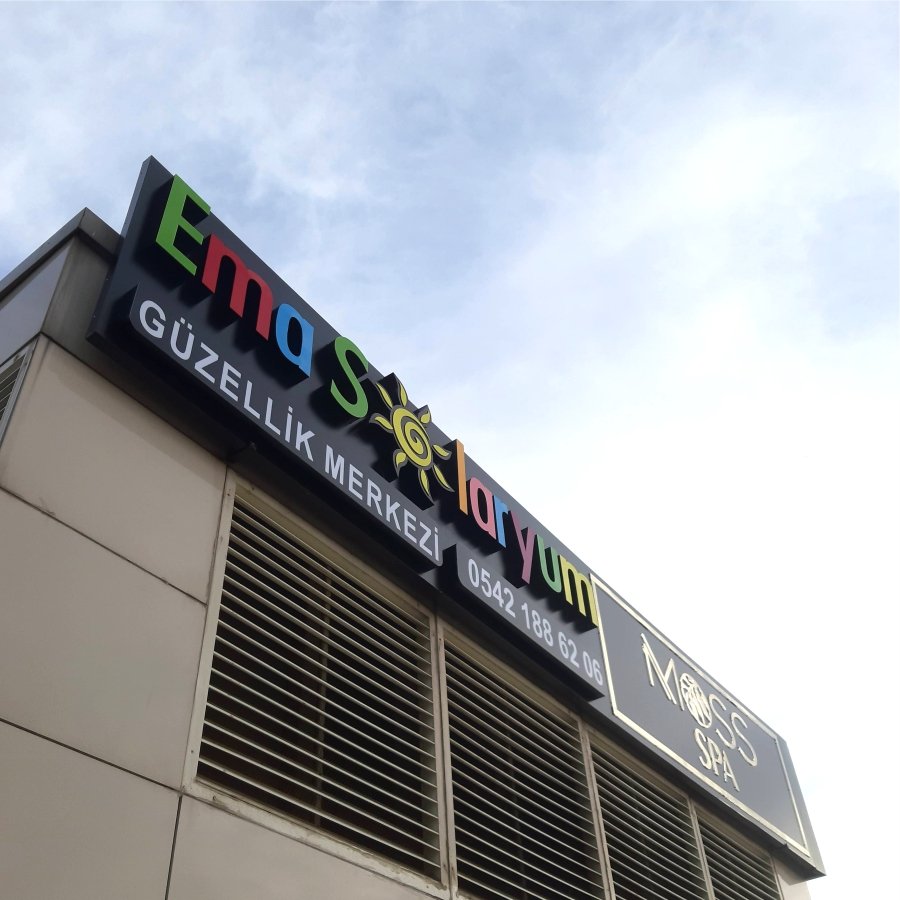 Ema Solaryum
GÜZELLİK MERKEZİ 0542 188 62 06
MOSS
SPA